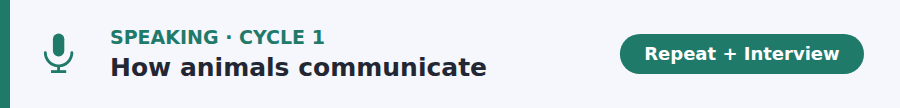 SPEAKING · CYCLE 1
How animals communicate
Repeat + Interview